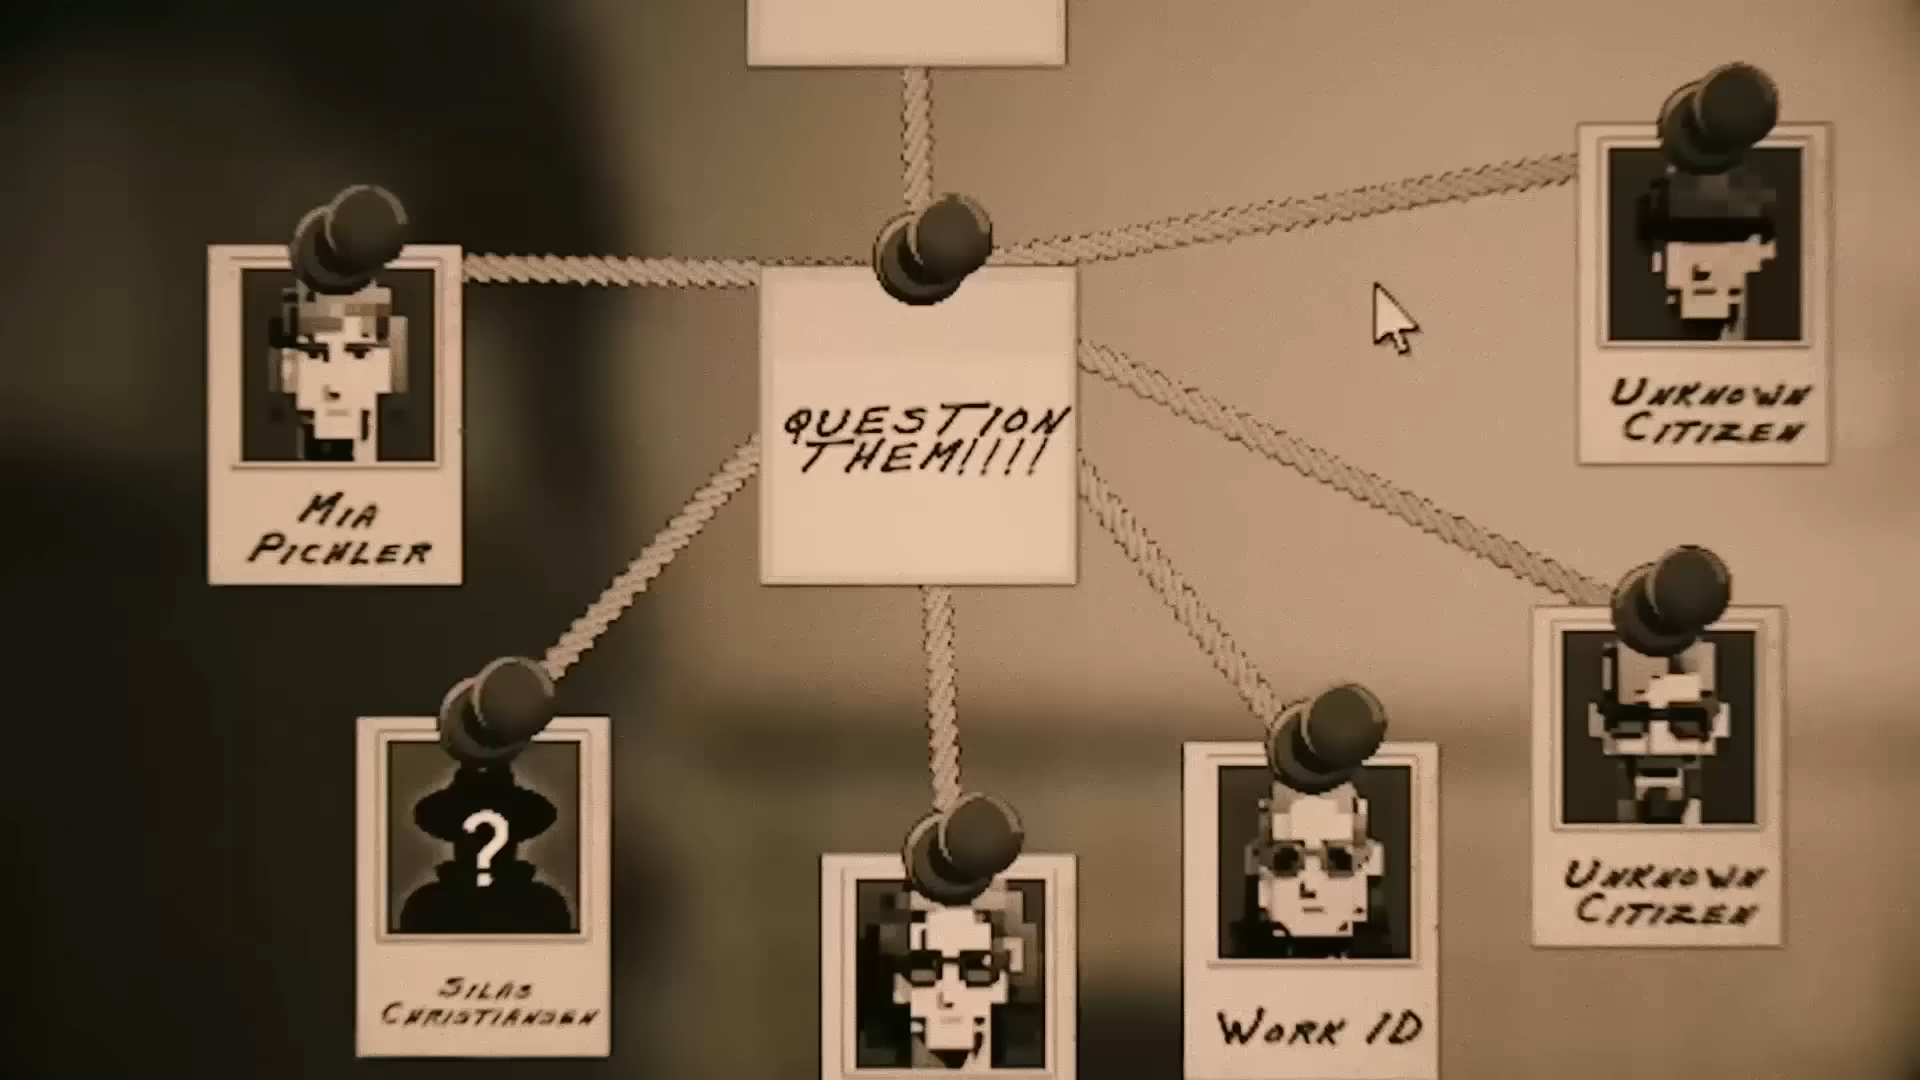 QUESTION
THEM!!!!
MIA
PICHLER
UNKNOWN
CITIZEN
SILAS
CHRISTIANSEN
?
WORK ID
UNKNOWN
CITIZEN